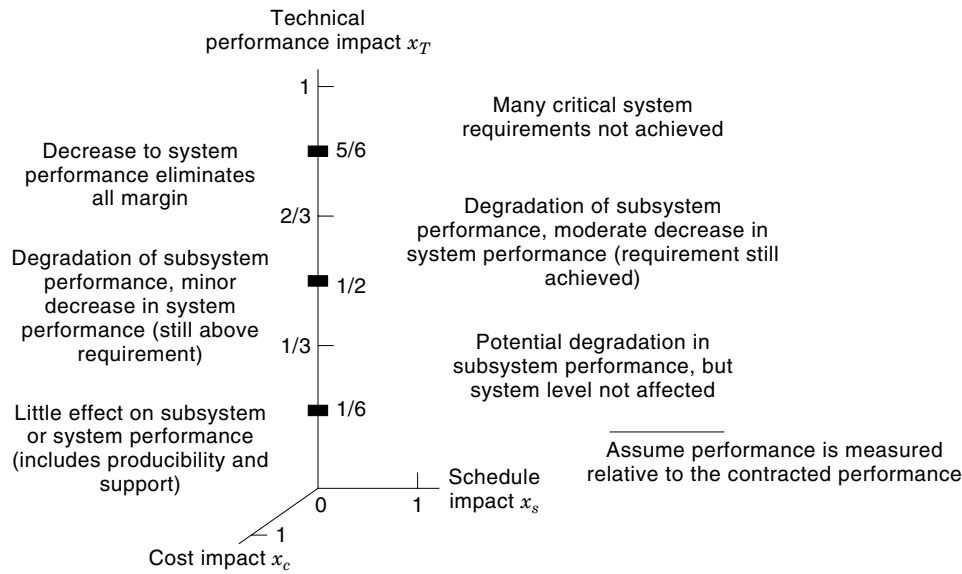 Technical
performance impact x_T
1
Many critical system
requirements not achieved
5/6
Decrease to system
performance eliminates
all margin
2/3
Degradation of subsystem
performance, moderate decrease in
system performance (requirement still
achieved)
Degradation of subsystem
performance, minor
decrease in system
performance (still above
requirement)
1/2
1/3
Potential degradation in
subsystem performance, but
system level not affected
1/6
Little effect on subsystem
or system performance
(includes producibility and
support)
Assume performance is measured
relative to the contracted performance
Schedule
impact x_s
0
1
1
Cost impact x_c